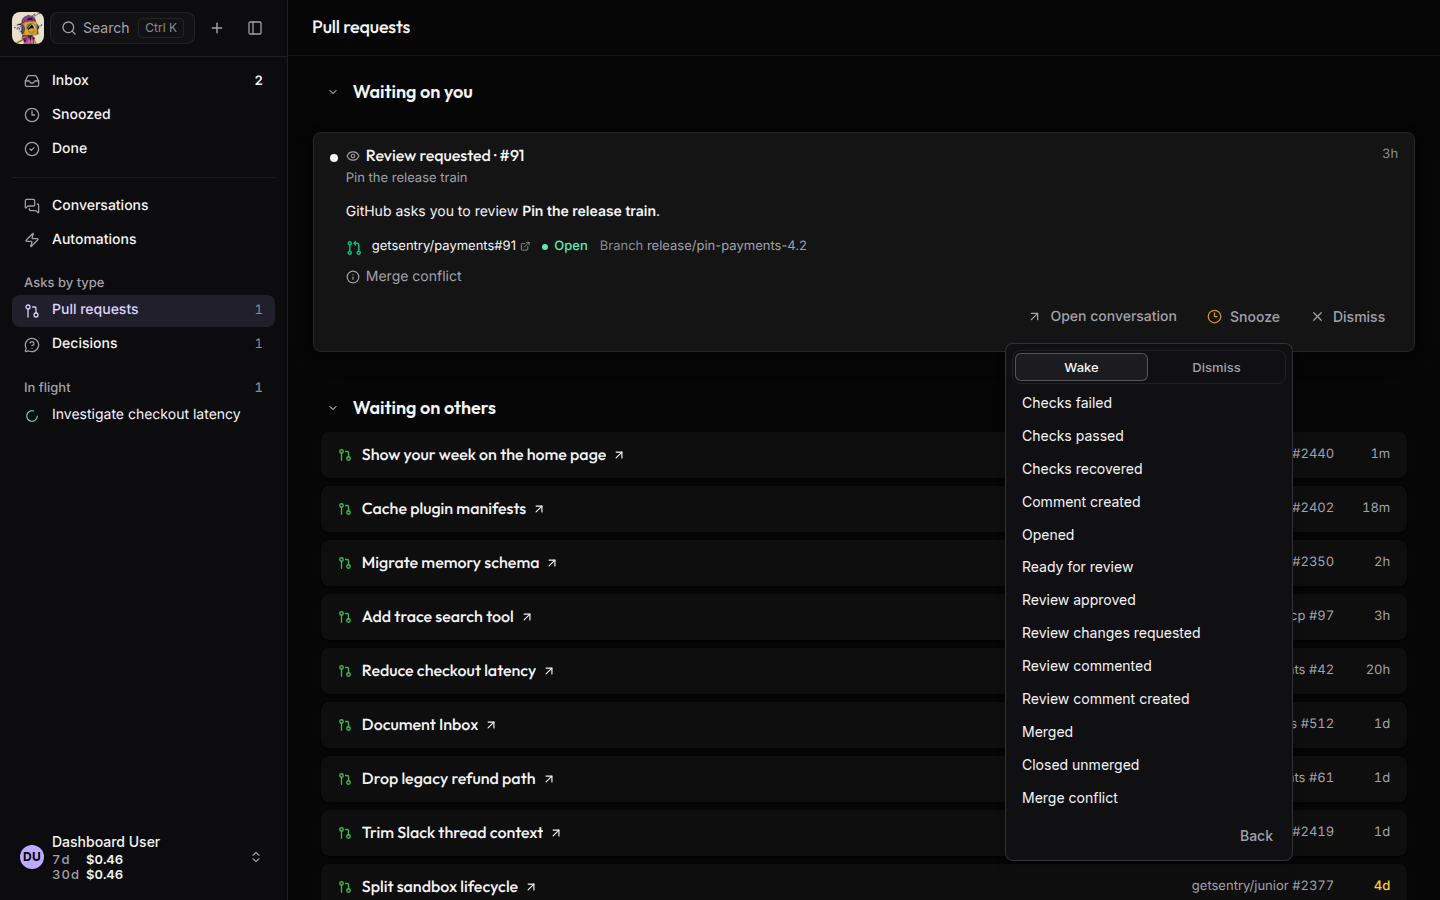 Search Ctrl K
Inbox 2
Snoozed
Done
Conversations
Automations
Asks by type
Pull requests 1
Decisions 1
In flight 1
Investigate checkout latency
DU
Dashboard User
7d $0.46
30d $0.46
Pull requests
Waiting on you
Review requested · #91 3h
Pin the release train
GitHub asks you to review Pin the release train.
getsentry/payments#91 Open Branch release/pin-payments-4.2
Merge conflict
Open conversation Snooze Dismiss
Wake Dismiss
Checks failed
Checks passed
Checks recovered
Comment created
Opened
Ready for review
Review approved
Review changes requested
Review commented
Review comment created
Merged
Closed unmerged
Merge conflict
Back
Waiting on others
Show your week on the home page #2440 1m
Cache plugin manifests #2402 18m
Migrate memory schema #2350 2h
Add trace search tool cp #97 3h
Reduce checkout latency ts #42 20h
Document Inbox s #512 1d
Drop legacy refund path ts #61 1d
Trim Slack thread context #2419 1d
Split sandbox lifecycle getsentry/junior #2377 4d